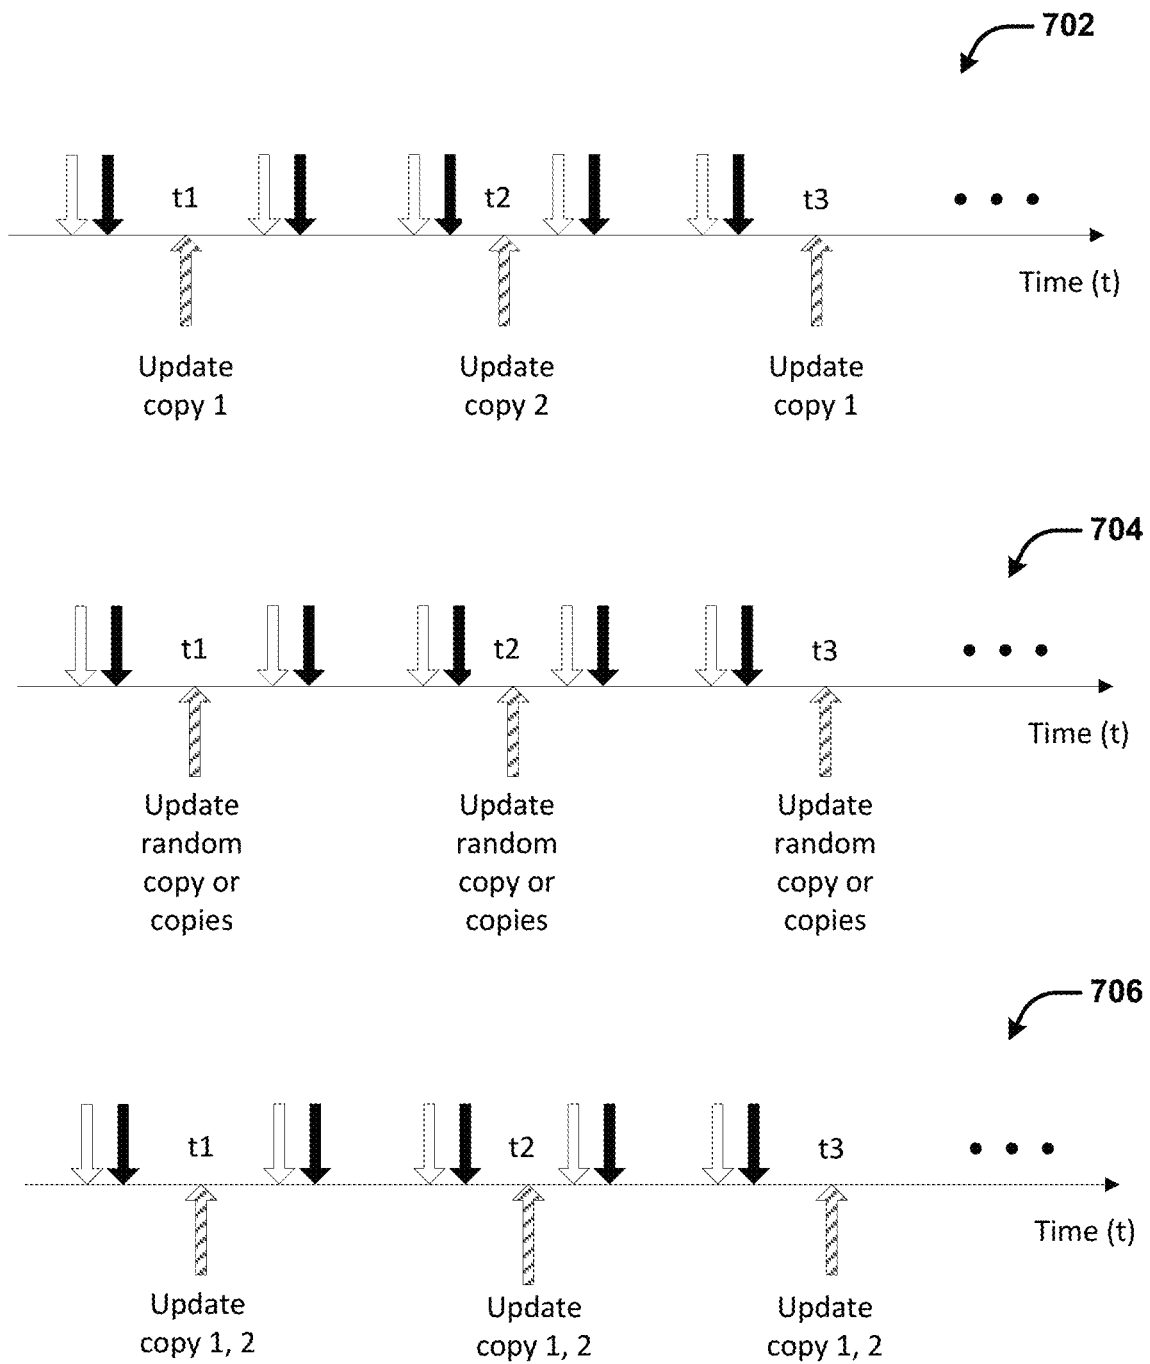 702
t1 t2 t3
Time (t)
Update Update Update
copy 1 copy 2 copy 1
704
t1 t2 t3
Time (t)
Update Update Update
random random random
copy or copy or copy or
copies copies copies
706
t1 t2 t3
Time (t)
Update Update Update
copy 1, 2 copy 1, 2 copy 1, 2